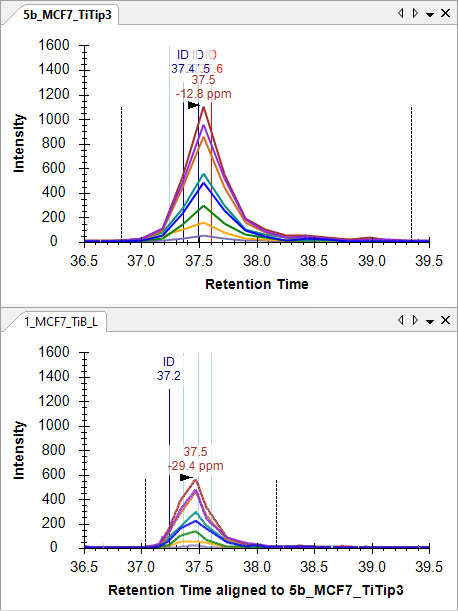 5b_MCF7_TiTip3
1600
1400
1200
1000
800
600
400
200
0
Intensity
ID ID ID
37.5
-12.8 ppm
36.5 37.0 37.5 38.0 38.5 39.0 39.5
Retention Time
1_MCF7_TiB_L
1600
1400
1200
1000
800
600
400
200
0
Intensity
ID
37.2
37.5
-29.4 ppm
36.5 37.0 37.5 38.0 38.5 39.0 39.5
Retention Time aligned to 5b_MCF7_TiTip3